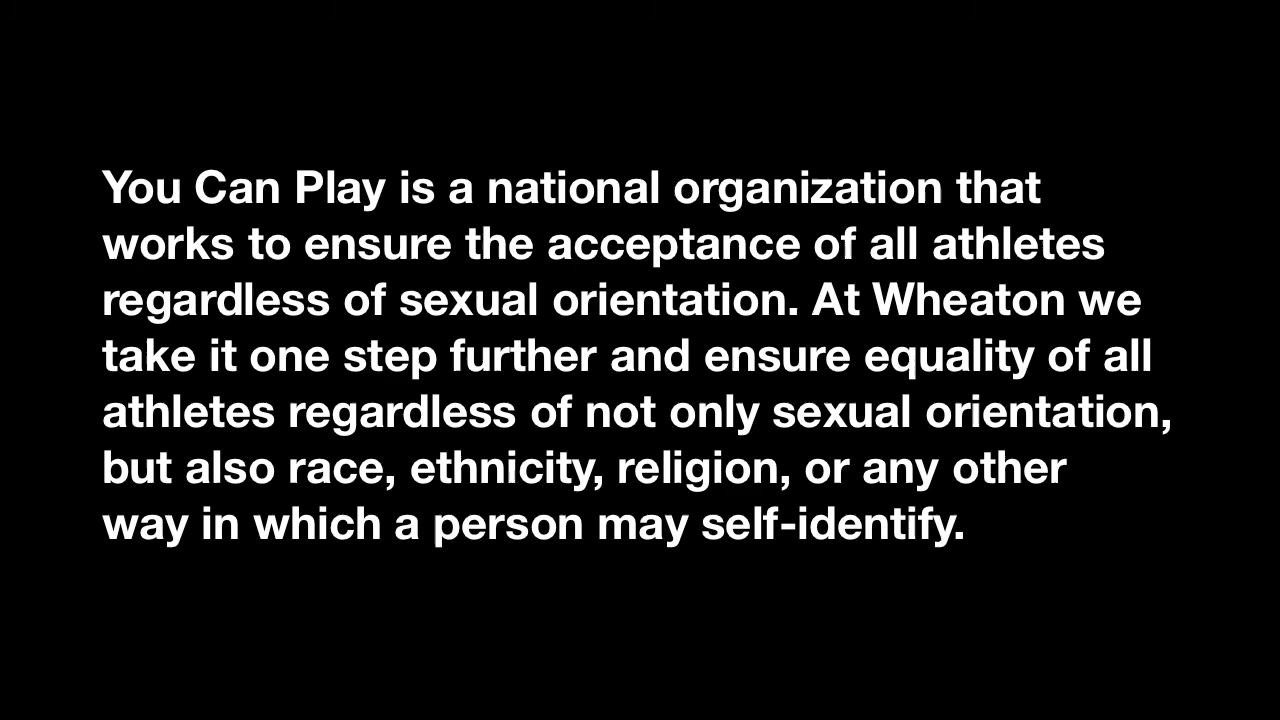 You Can Play is a national organization that
works to ensure the acceptance of all athletes
regardless of sexual orientation. At Wheaton we
take it one step further and ensure equality of all
athletes regardless of not only sexual orientation,
but also race, ethnicity, religion, or any other
way in which a person may self-identify.